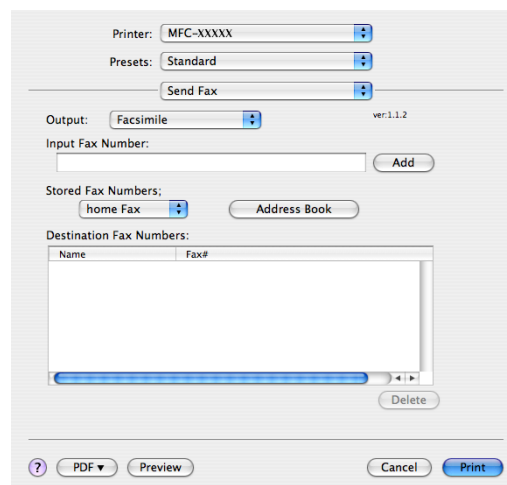 Printer: MFC-XXXXX
Presets: Standard
Send Fax
Output: Facsimile ver:1.1.2
Input Fax Number:
Add
Stored Fax Numbers;
home Fax Address Book
Destination Fax Numbers:
Name Fax#
Delete
? PDF▼ Preview Cancel Print